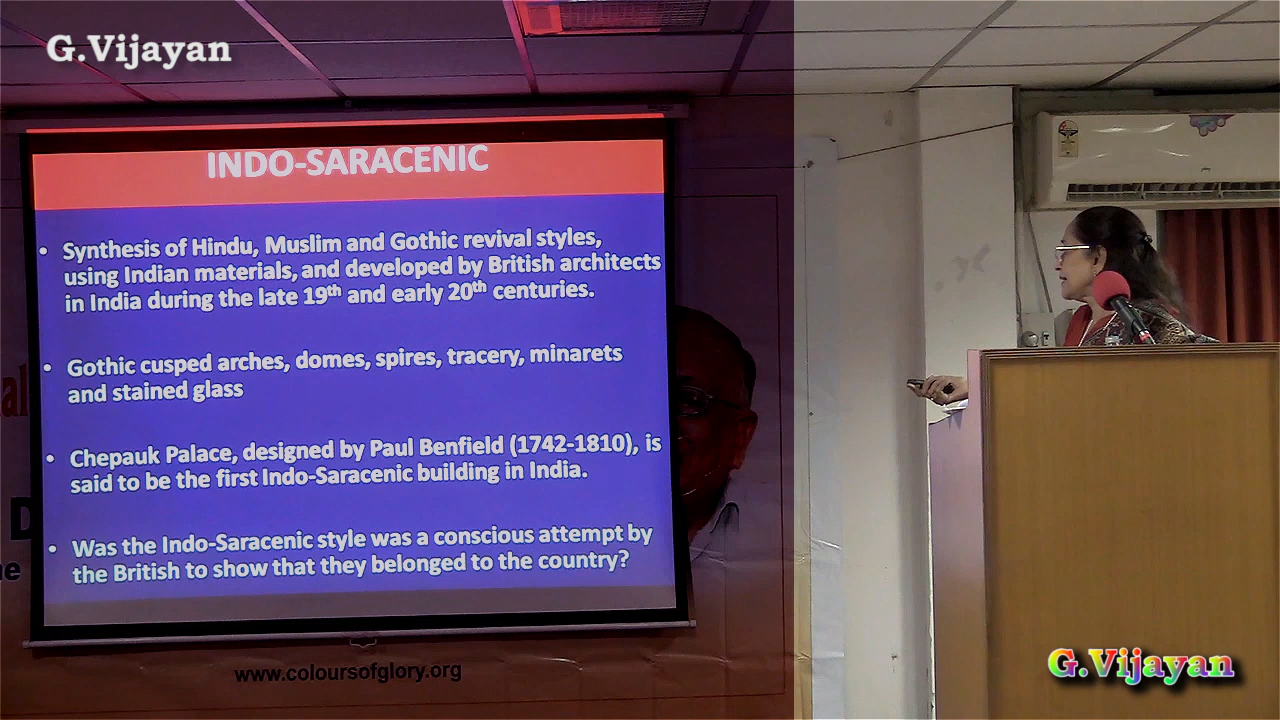 G.Vijayan
INDO-SARACENIC
• Synthesis of Hindu, Muslim and Gothic revival styles,
using Indian materials, and developed by British architects
in India during the late 19th and early 20th centuries.
• Gothic cusped arches, domes, spires, tracery, minarets
and stained glass
• Chepauk Palace, designed by Paul Benfield (1742-1810), is
said to be the first Indo-Saracenic building in India.
• Was the Indo-Saracenic style was a conscious attempt by
the British to show that they belonged to the country?
www.coloursofglory.org
G.Vijayan